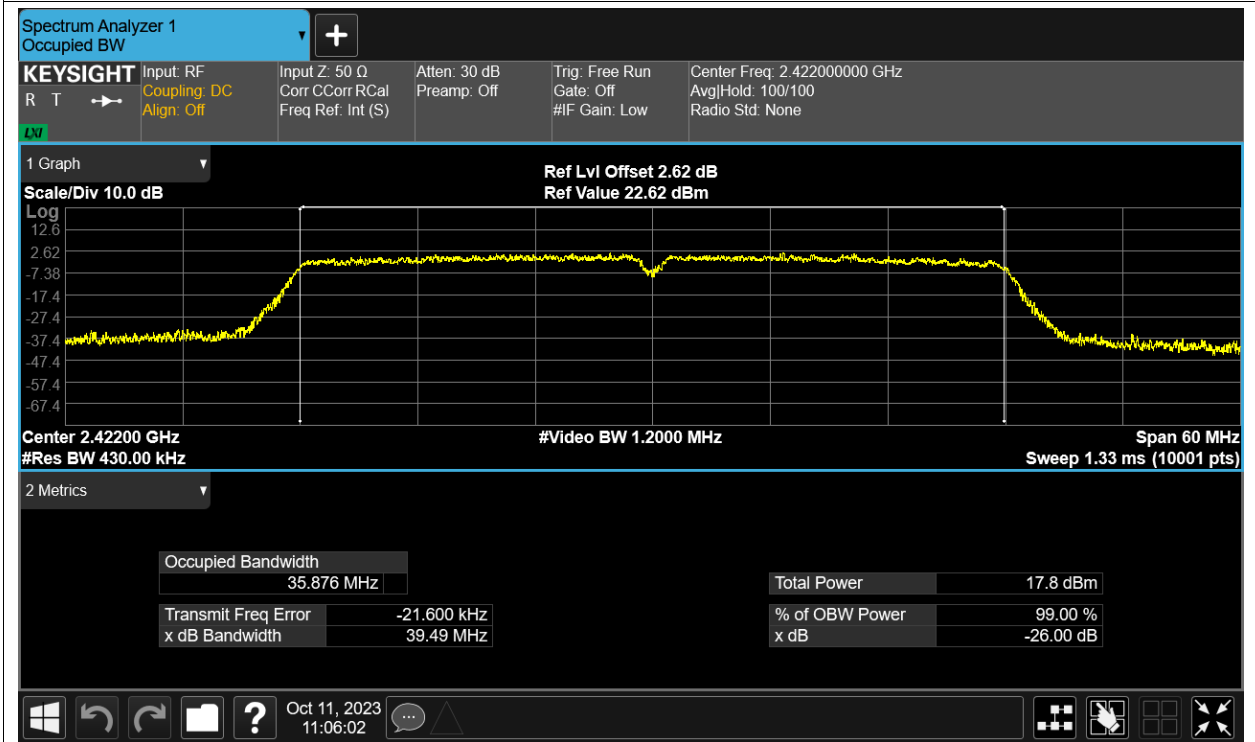 Spectrum Analyzer 1
Occupied BW
KEYSIGHT
R T
LXI
Input: RF
Coupling: DC
Align: Off
Input Z: 50 Ω
Corr CCorr RCal
Freq Ref: Int (S)
Atten: 30 dB
Preamp: Off
Trig: Free Run
Gate: Off
#IF Gain: Low
Center Freq: 2.422000000 GHz
Avg|Hold: 100/100
Radio Std: None
1 Graph
Scale/Div 10.0 dB
Ref Lvl Offset 2.62 dB
Ref Value 22.62 dBm
Log
12.6
2.62
-7.38
-17.4
-27.4
-37.4
-47.4
-57.4
-67.4
Center 2.42200 GHz
#Res BW 430.00 kHz
#Video BW 1.2000 MHz
Span 60 MHz
Sweep 1.33 ms (10001 pts)
2 Metrics
Occupied Bandwidth
35.876 MHz
Transmit Freq Error -21.600 kHz
x dB Bandwidth 39.49 MHz
Total Power 17.8 dBm
% of OBW Power 99.00 %
x dB -26.00 dB
?
Oct 11, 2023
11:06:02